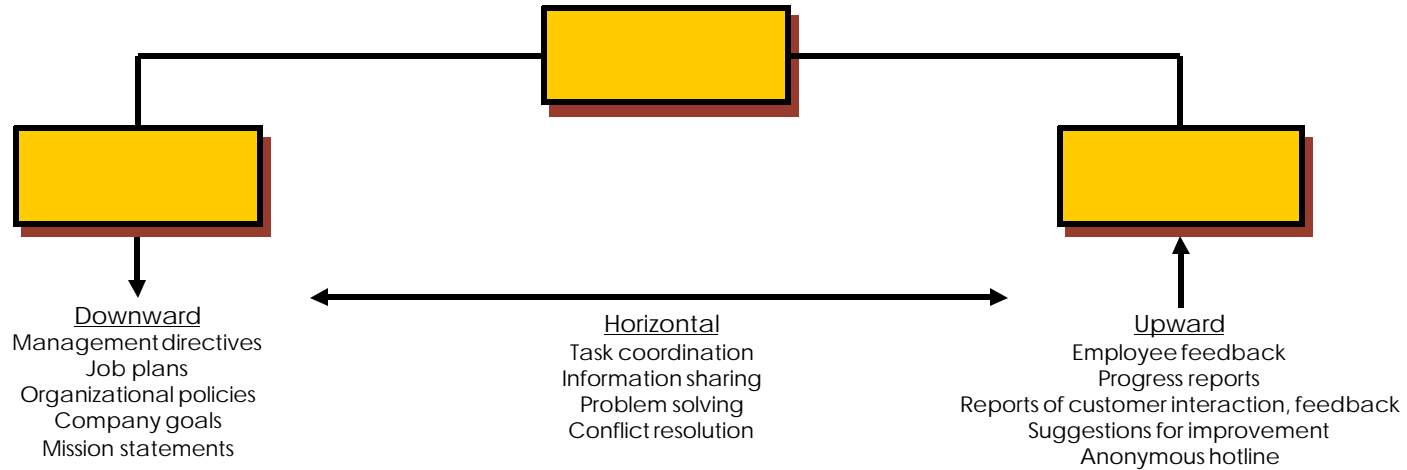 Downward
Management directives
Job plans
Organizational policies
Company goals
Mission statements
Horizontal
Task coordination
Information sharing
Problem solving
Conflict resolution
Upward
Employee feedback
Progress reports
Reports of customer interaction, feedback
Suggestions for improvement
Anonymous hotline